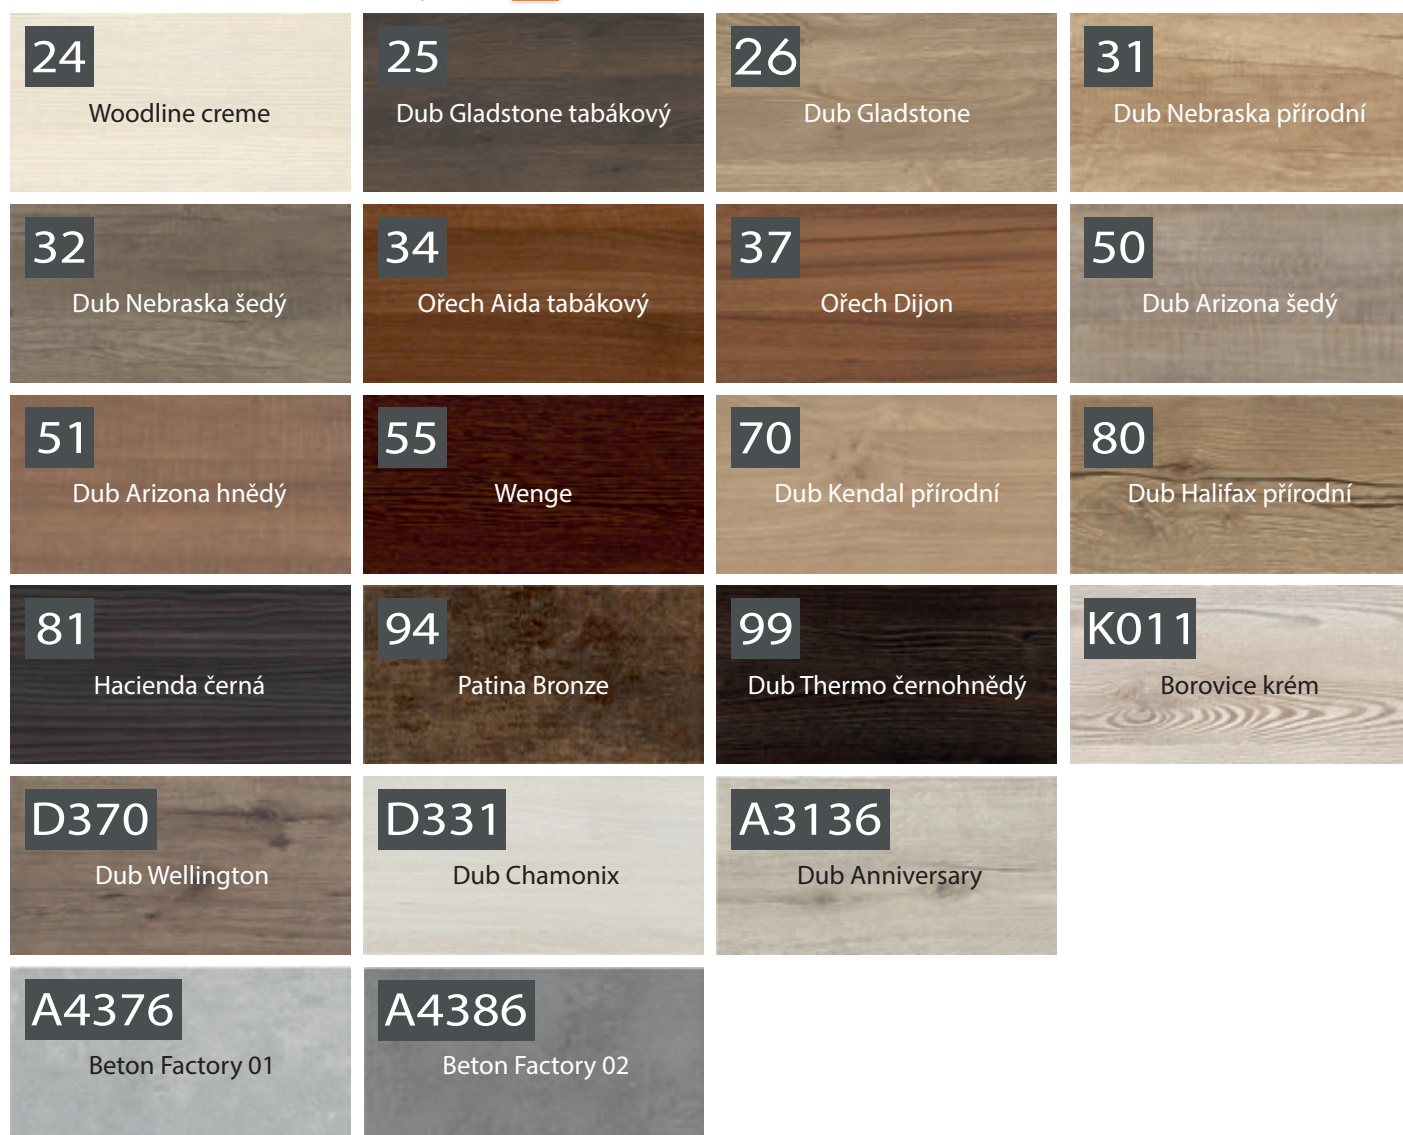 24
Woodline creme
25
Dub Gladstone tabákový
26
Dub Gladstone
31
Dub Nebraska přírodní
32
Dub Nebraska šedý
34
Ořech Aida tabákový
37
Ořech Dijon
50
Dub Arizona šedý
51
Dub Arizona hnědý
55
Wenge
70
Dub Kendal přírodní
80
Dub Halifax přírodní
81
Hacienda černá
94
Patina Bronze
99
Dub Thermo černohnědý
K011
Borovice krém
D370
Dub Wellington
D331
Dub Chamonix
A3136
Dub Anniversary
A4376
Beton Factory 01
A4386
Beton Factory 02